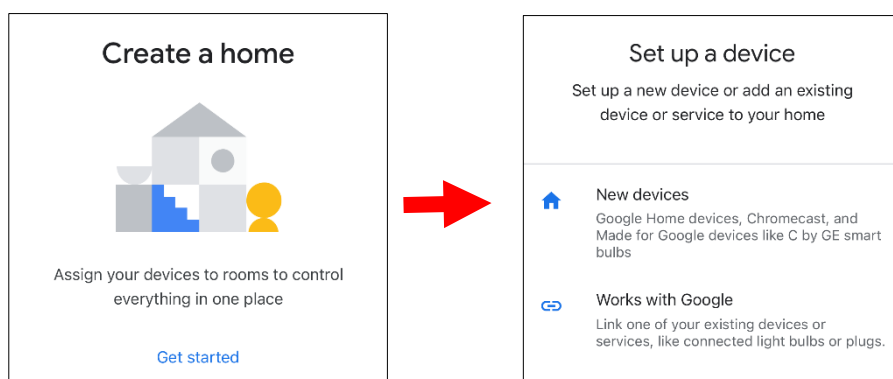 Create a home
Assign your devices to rooms to control
everything in one place
Get started
Set up a device
Set up a new device or add an existing
device or service to your home
New devices
Google Home devices, Chromecast, and
Made for Google devices like C by GE smart
bulbs
Works with Google
Link one of your existing devices or
services, like connected light bulbs or plugs.